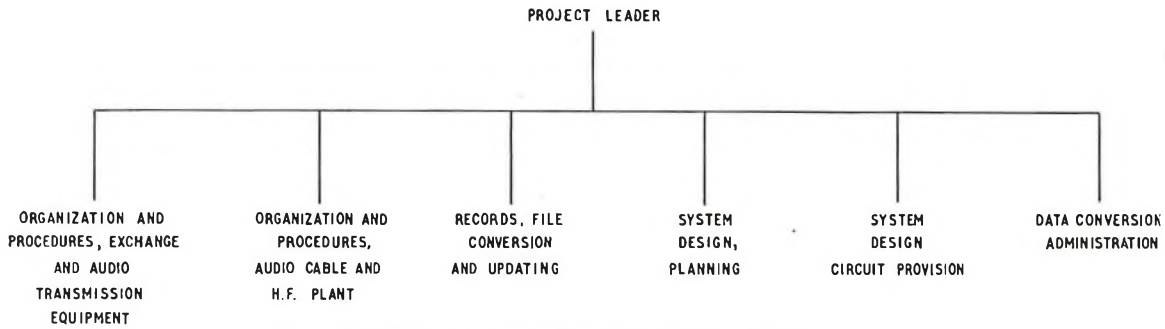 PROJECT LEADER
ORGANIZATION AND
PROCEDURES, EXCHANGE
AND AUDIO
TRANSMISSION
EQUIPMENT
ORGANIZATION AND
PROCEDURES,
AUDIO CABLE AND
H.F. PLANT
RECORDS, FILE
CONVERSION
AND UPDATING
SYSTEM
DESIGN,
PLANNING
SYSTEM
DESIGN
CIRCUIT PROVISION
DATA CONVERSION
ADMINISTRATION